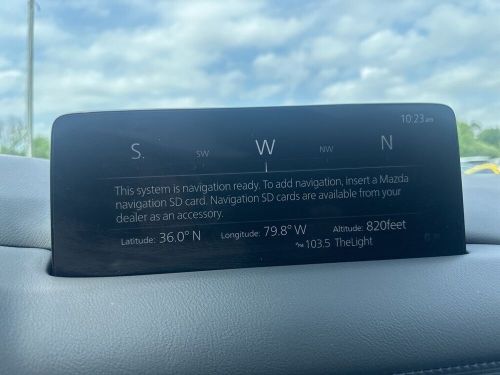 10:23am
S. SW W NW N
This system is navigation ready. To add navigation, insert a Mazda
navigation SD card. Navigation SD cards are available from your
dealer as an accessory.
Latitude: 36.0° N Longitude: 79.8° W Altitude: 820feet
FM 103.5 TheLight